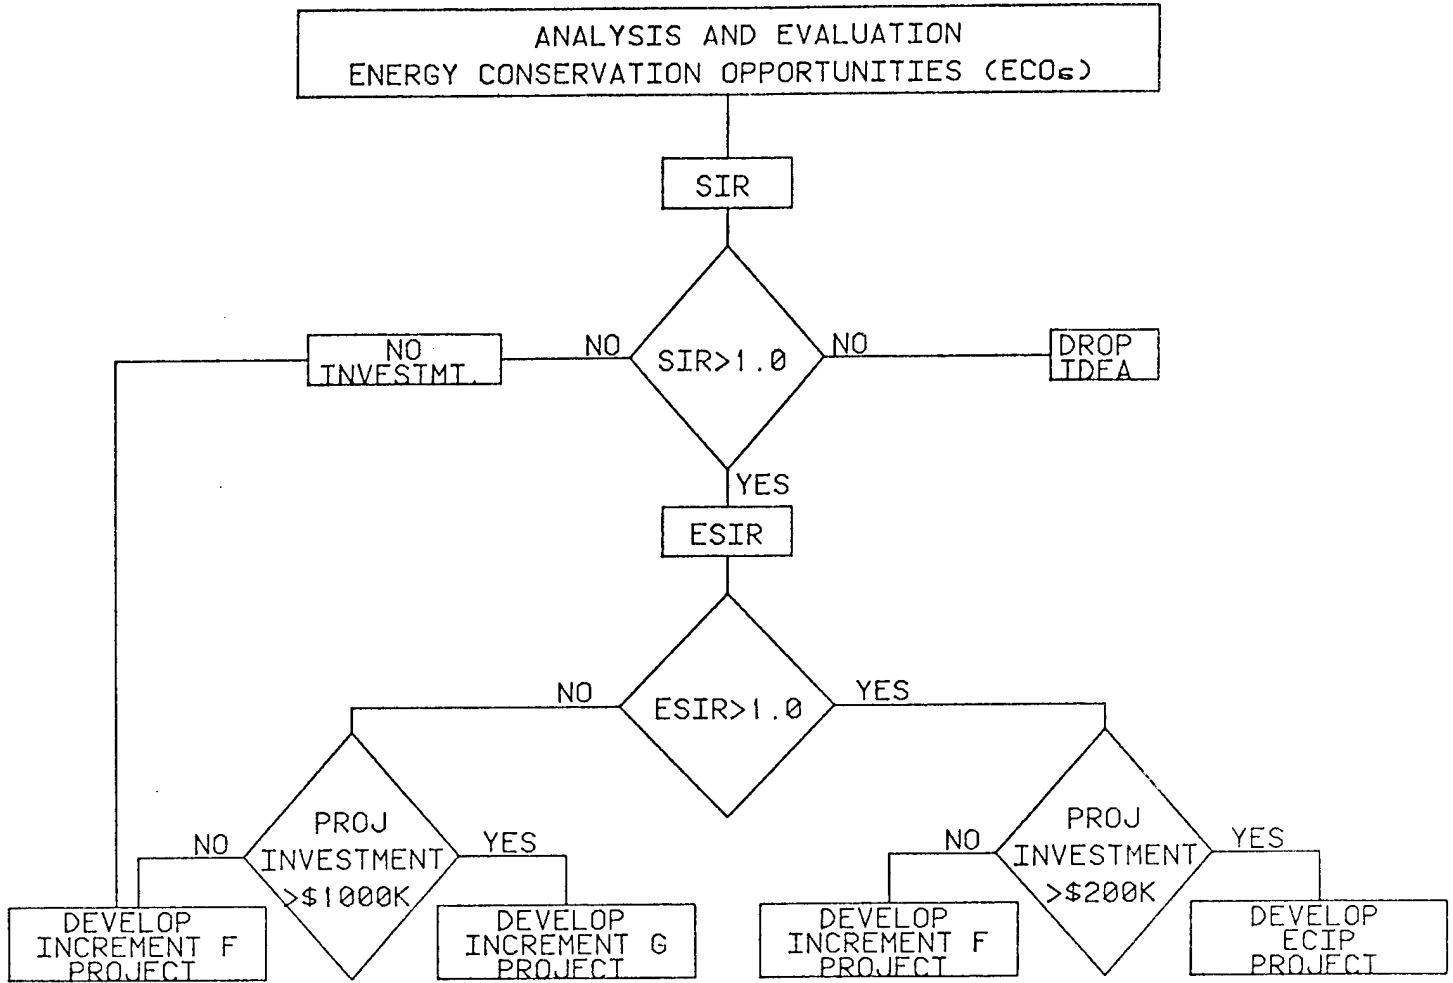 ANALYSIS AND EVALUATION
ENERGY CONSERVATION OPPORTUNITIES (ECOs)
SIR
NO
INVESTMT.
NO
SIR>1.0
NO
DROP
IDEA
YES
ESIR
NO
ESIR>1.0
YES
NO
PROJ
INVESTMENT
>$1000K
YES
NO
PROJ
INVESTMENT
>$200K
YES
DEVELOP
INCREMENT F
PROJECT
DEVELOP
INCREMENT G
PROJECT
DEVELOP
INCREMENT F
PROJECT
DEVELOP
ECIP
PROJECT